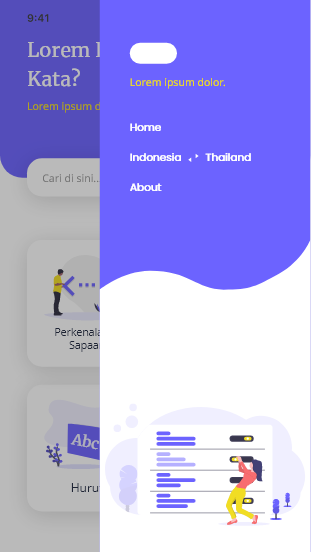 9:41
Lorem I
Kata?
Lorem ipsum d
Cari di sini..
Perkenala
Sapaa
Abc
Huru
Lorem ipsum dolor.
Home
Indonesia Thailand
About